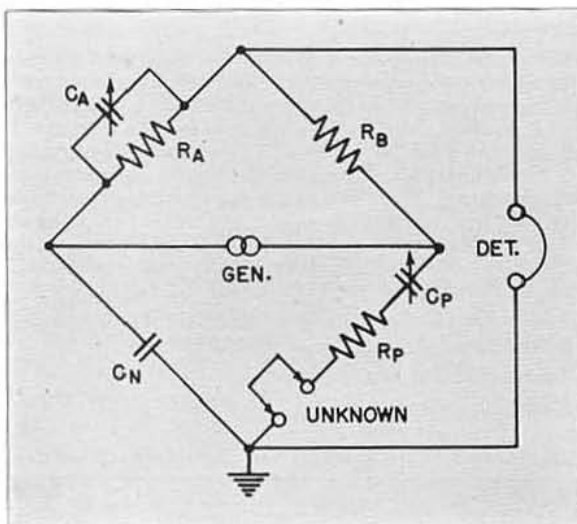 CA
RA
RB
GEN.
DET.
CP
RP
CN
UNKNOWN